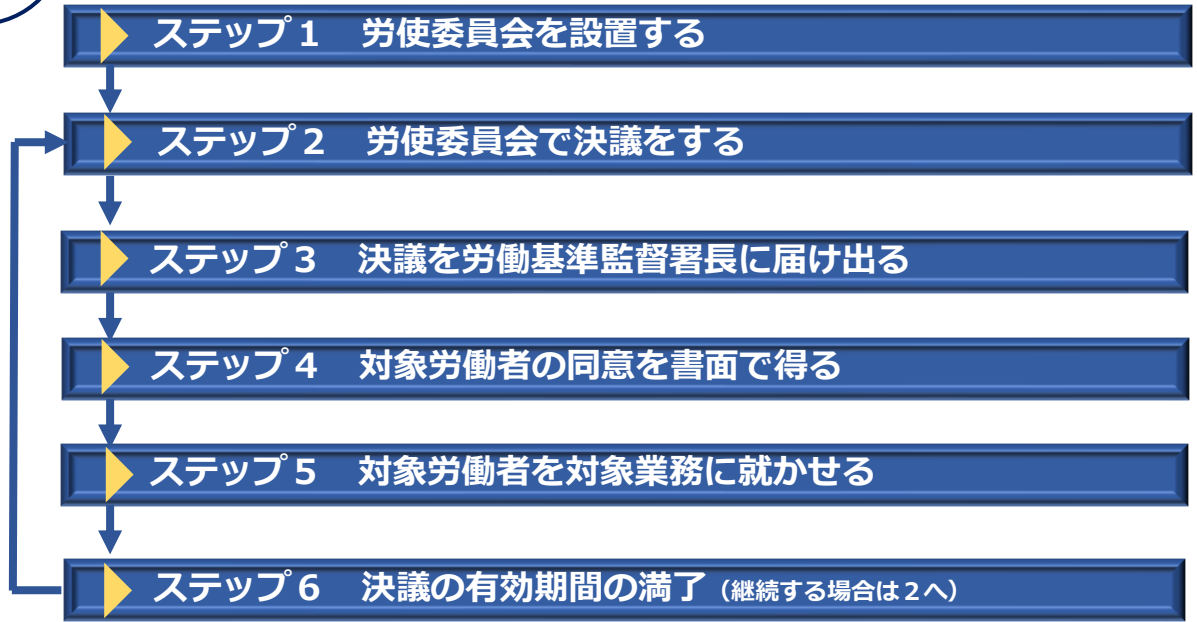 ステップ１　労使委員会を設置する
ステップ２　労使委員会で決議をする
ステップ３　決議を労働基準監督署長に届け出る
ステップ４　対象労働者の同意を書面で得る
ステップ５　対象労働者を対象業務に就かせる
ステップ６　決議の有効期間の満了（継続する場合は２へ）